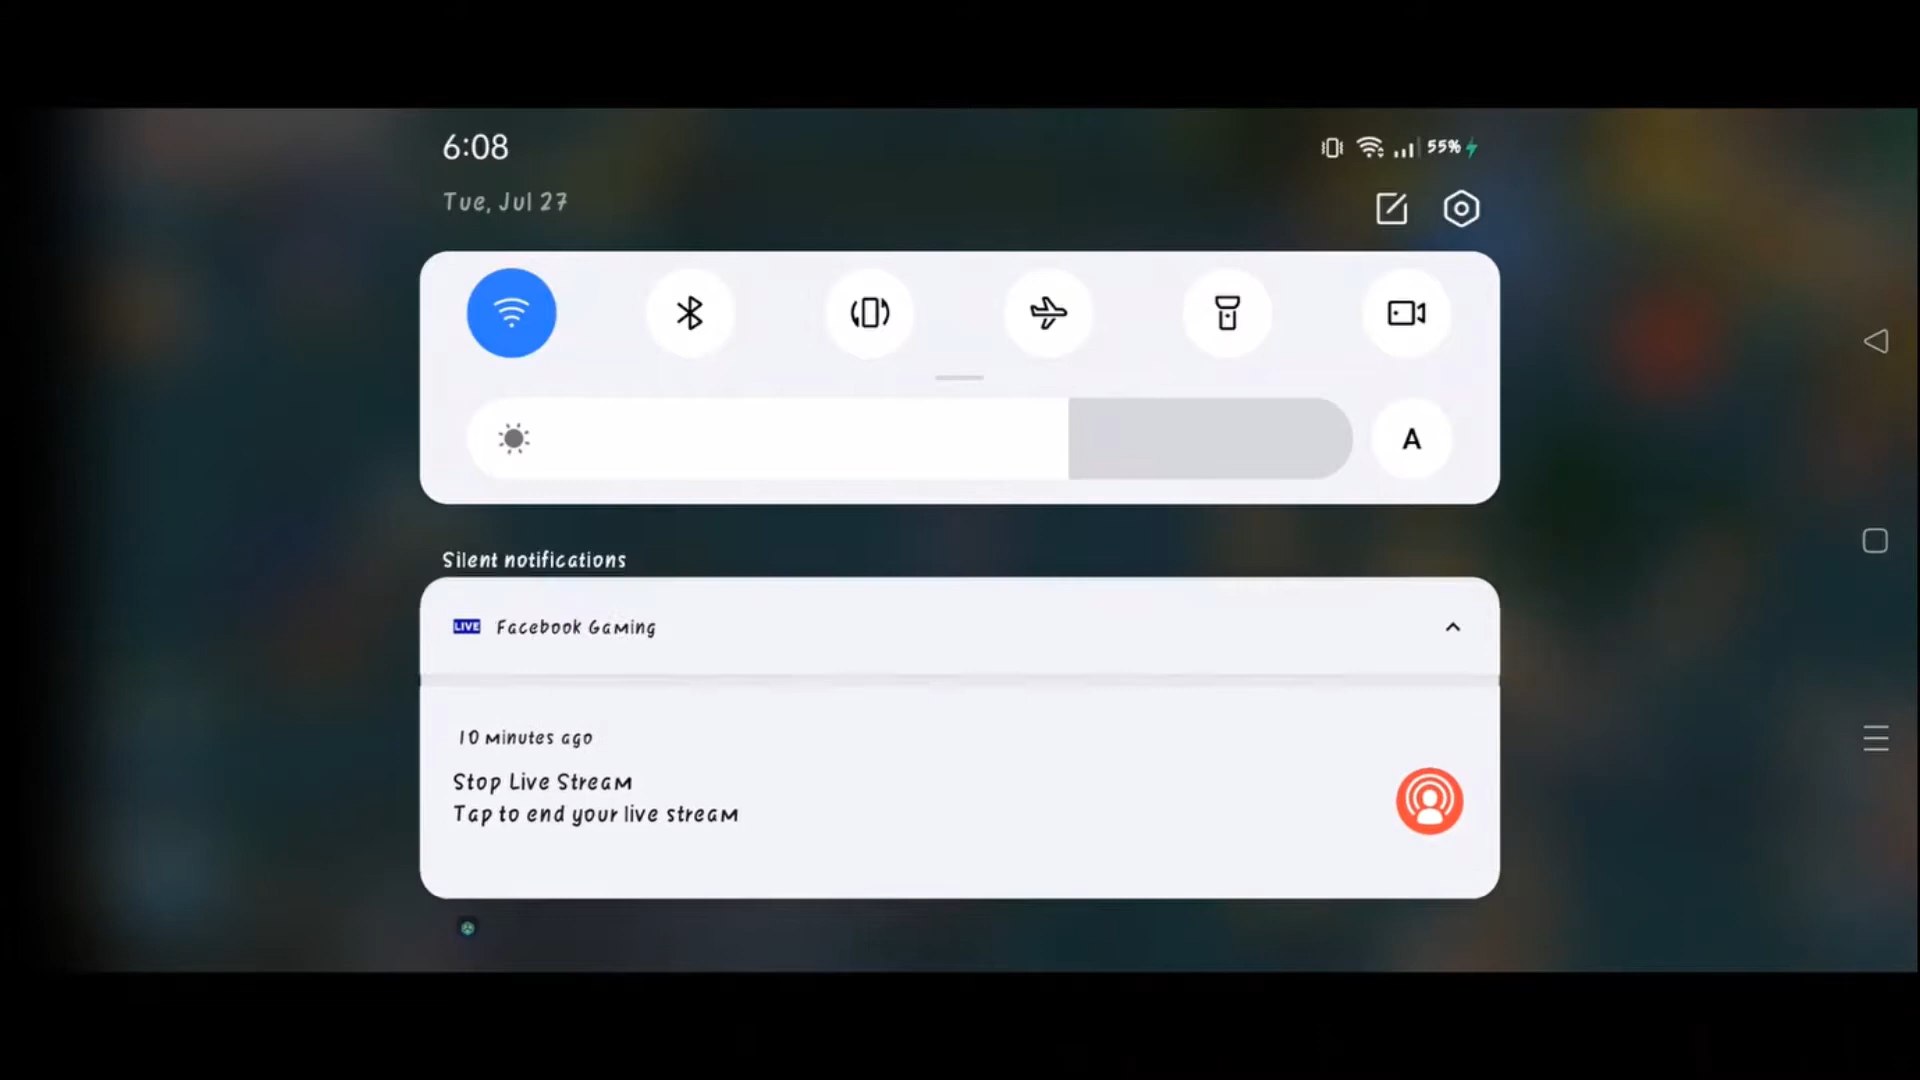 6:08
55%
Tue, Jul 27
A
Silent notifications
LIVE Facebook Gaming
10 minutes ago
Stop Live Stream
Tap to end your live stream